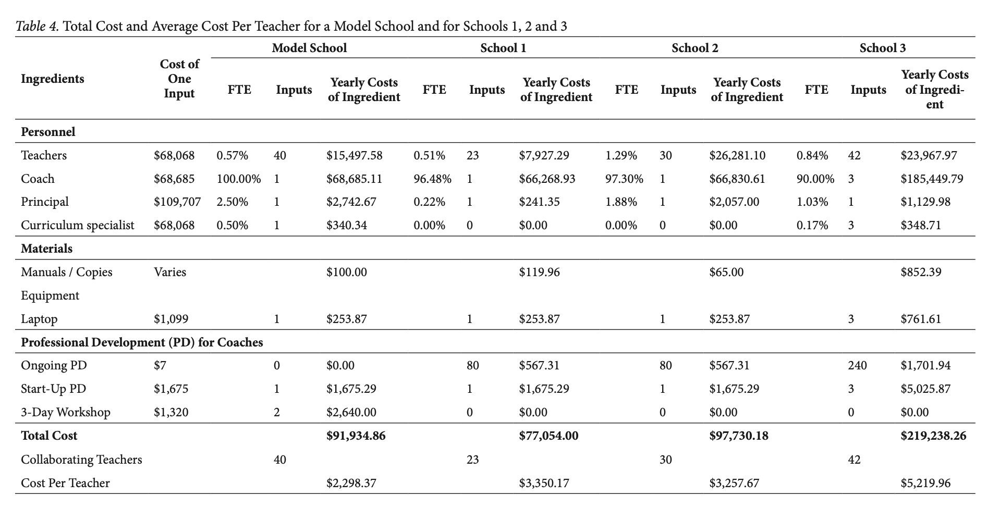 Table 4. Total Cost and Average Cost Per Teacher for a Model School and for Schools 1, 2 and 3
Model School School 1 School 2 School 3
Ingredients Cost of One Input FTE Inputs Yearly Costs of Ingredient FTE Inputs Yearly Costs of Ingredient FTE Inputs Yearly Costs of Ingredient FTE Inputs Yearly Costs of Ingredi-ent
Personnel
Teachers $68,068 0.57% 40 $15,497.58 0.51% 23 $7,927.29 1.29% 30 $26,281.10 0.84% 42 $23,967.97
Coach $68,685 100.00% 1 $68,685.11 96.48% 1 $66,268.93 97.30% 1 $66,830.61 90.00% 3 $185,449.79
Principal $109,707 2.50% 1 $2,742.67 0.22% 1 $241.35 1.88% 1 $2,057.00 1.03% 1 $1,129.98
Curriculum specialist $68,068 0.50% 1 $340.34 0.00% 0 $0.00 0.00% 0 $0.00 0.17% 3 $348.71
Materials
Manuals / Copies Varies $100.00 $119.96 $65.00 $852.39
Equipment
Laptop $1,099 1 $253.87 1 $253.87 1 $253.87 3 $761.61
Professional Development (PD) for Coaches
Ongoing PD $7 0 $0.00 80 $567.31 80 $567.31 240 $1,701.94
Start-Up PD $1,675 1 $1,675.29 1 $1,675.29 1 $1,675.29 3 $5,025.87
3-Day Workshop $1,320 2 $2,640.00 0 $0.00 0 $0.00 0 $0.00
Total Cost $91,934.86 $77,054.00 $97,730.18 $219,238.26
Collaborating Teachers 40 23 30 42
Cost Per Teacher $2,298.37 $3,350.17 $3,257.67 $5,219.96